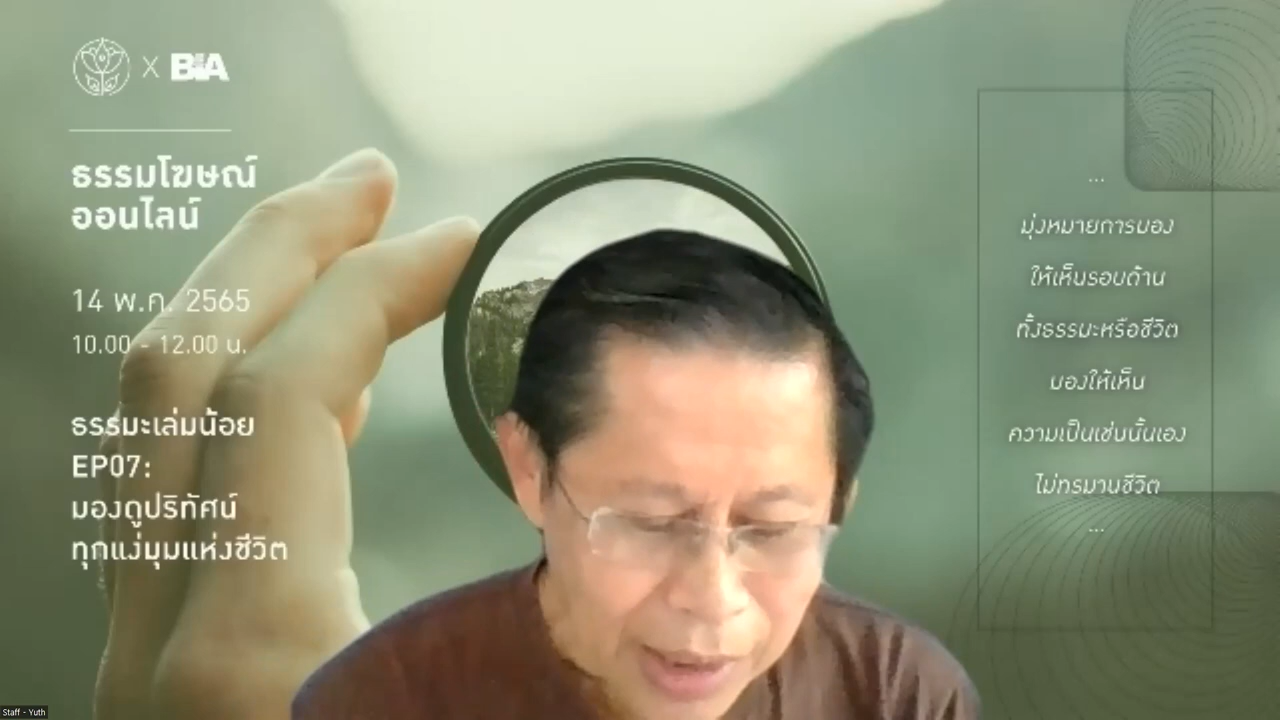 X BIA
ธรรมโฆษณ์
ออนไลน์
14 พ.ค. 2565
10.00 - 12.00 น.
ธรรมะเล่มน้อย
EP07:
มองดูปริทัศน์
ทุกแง่มุมแห่งชีวิต
...
มุ่งหมายการมอง
ให้เห็นรอบด้าน
ทั้งธรรมะหรือชีวิต
มองให้เห็น
ความเป็นเช่นนั้นเอง
ไม่ทรมานชีวิต
...
Staff - Yuth